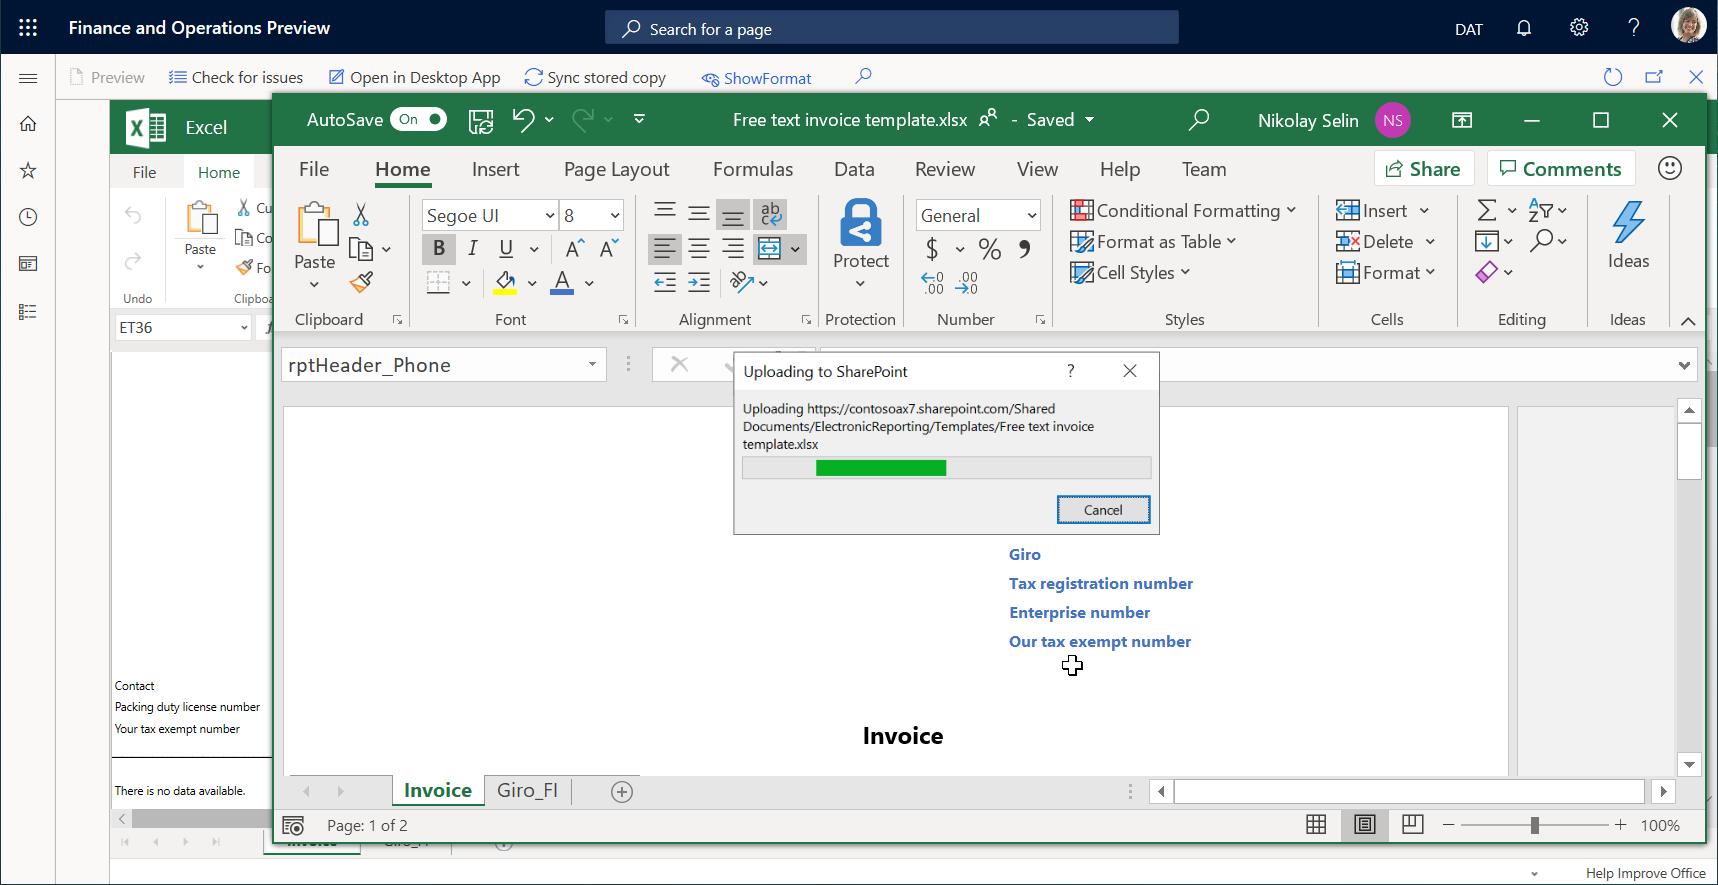 Finance and Operations Preview
Search for a page
DAT
Preview
Check for issues
Open in Desktop App
Sync stored copy
ShowFormat
Excel
AutoSave
On
Free text invoice template.xlsx - Saved
Nikolay Selin
NS
File
Home
File
Home
Insert
Page Layout
Formulas
Data
Review
View
Help
Team
Share
Comments
Paste
Cu
Co
Fo
Undo
Clipboa
Paste
Clipboard
Segoe UI
8
B I U
A A
A
Font
ab
c
Alignment
Protect
Protection
General
$ % ,
Number
Conditional Formatting
Format as Table
Cell Styles
Styles
Insert
Delete
Format
Cells
Editing
Ideas
Ideas
ET36
rptHeader_Phone
Uploading to SharePoint
?
Uploading https://contosoax7.sharepoint.com/Shared
Documents/ElectronicReporting/Templates/Free text invoice
template.xlsx
Cancel
Giro
Tax registration number
Enterprise number
Our tax exempt number
Contact
Packing duty license number
Your tax exempt number
Invoice
There is no data available.
Invoice
Giro_FI
Page: 1 of 2
100%
Help Improve Office